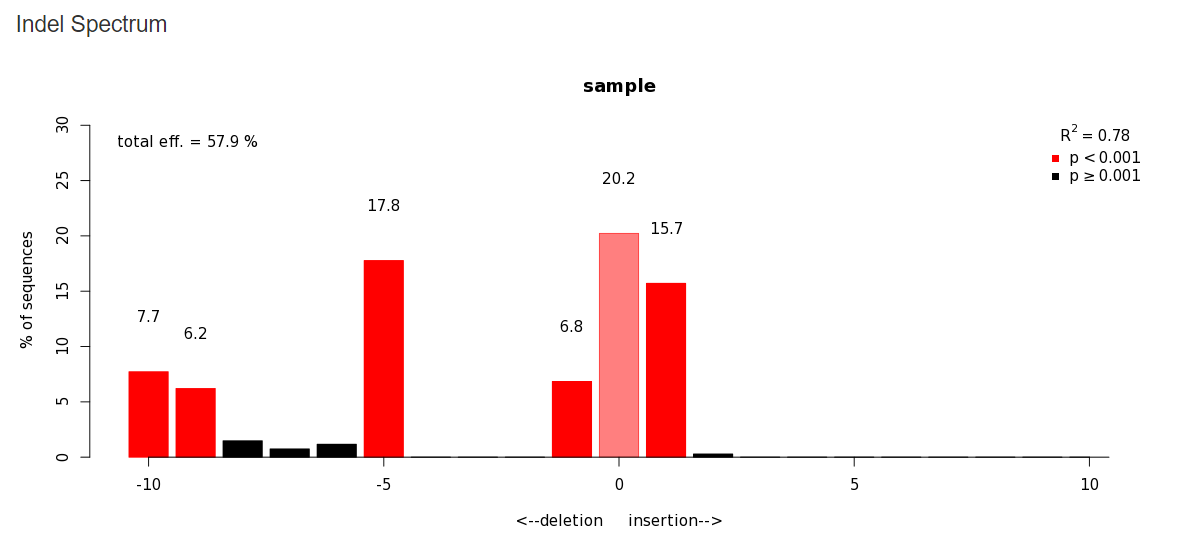 Indel Spectrum
sample
total eff. = 57.9 %
R² = 0.78
p < 0.001
p ≥ 0.001
% of sequences
30
25
20
15
10
5
0
7.7
6.2
17.8
6.8
20.2
15.7
-10 -5 0 5 10
<--deletion insertion-->